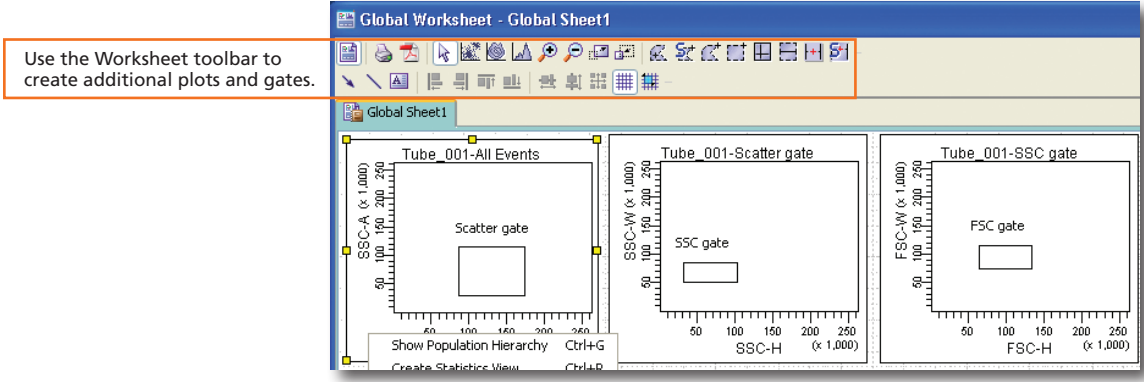 Global Worksheet - Global Sheet1
Use the Worksheet toolbar to
create additional plots and gates.
Global Sheet1
Tube_001-All Events
SSC-A (x 1,000)
50 100 150 200 250
Scatter gate
50 100 150 200 250
Show Population Hierarchy Ctrl+G
Create Statistics View Ctrl+R
Tube_001-Scatter gate
SSC-W (x 1,000)
50 100 150 200 250
SSC gate
50 100 150 200 250
SSC-H (x 1,000)
Tube_001-SSC gate
FSC-W (x 1,000)
50 100 150 200 250
FSC gate
50 100 150 200 250
FSC-H (x 1,000)